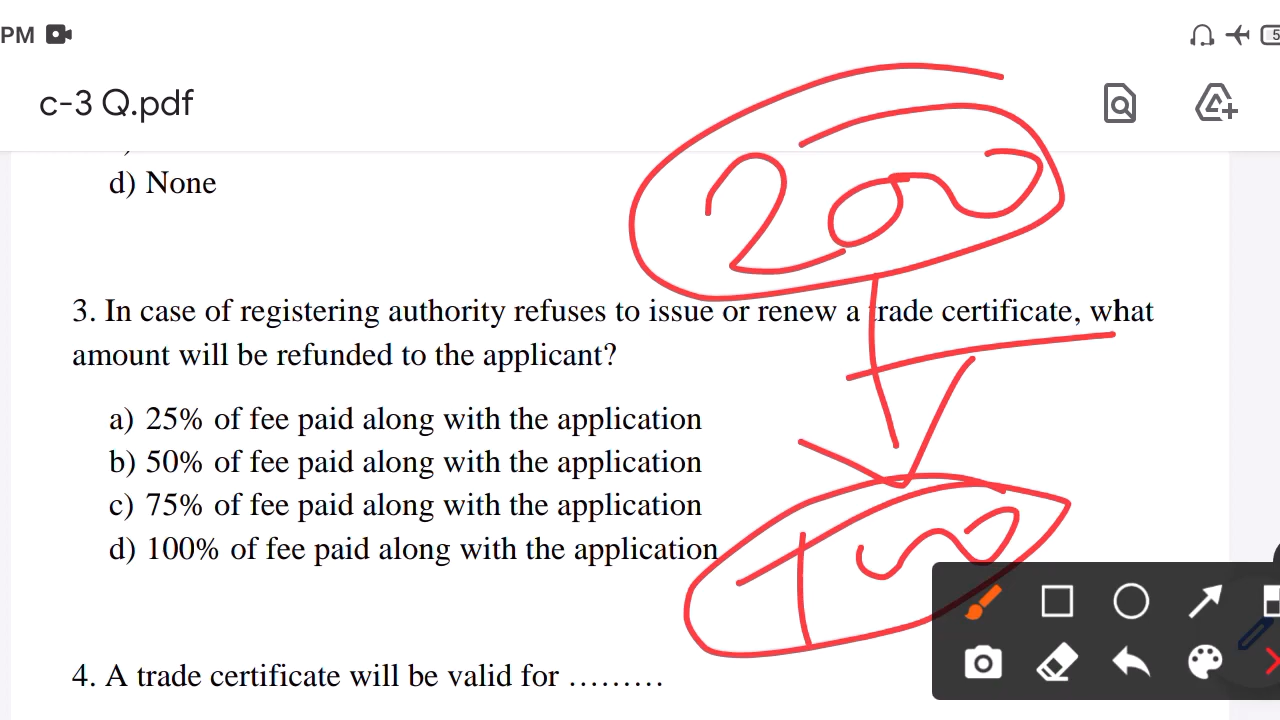 PM
5
c-3 Q.pdf
d) None
200
3. In case of registering authority refuses to issue or renew a trade certificate, what
amount will be refunded to the applicant?
a) 25% of fee paid along with the application
b) 50% of fee paid along with the application
c) 75% of fee paid along with the application
d) 100% of fee paid along with the application
100
4. A trade certificate will be valid for ………